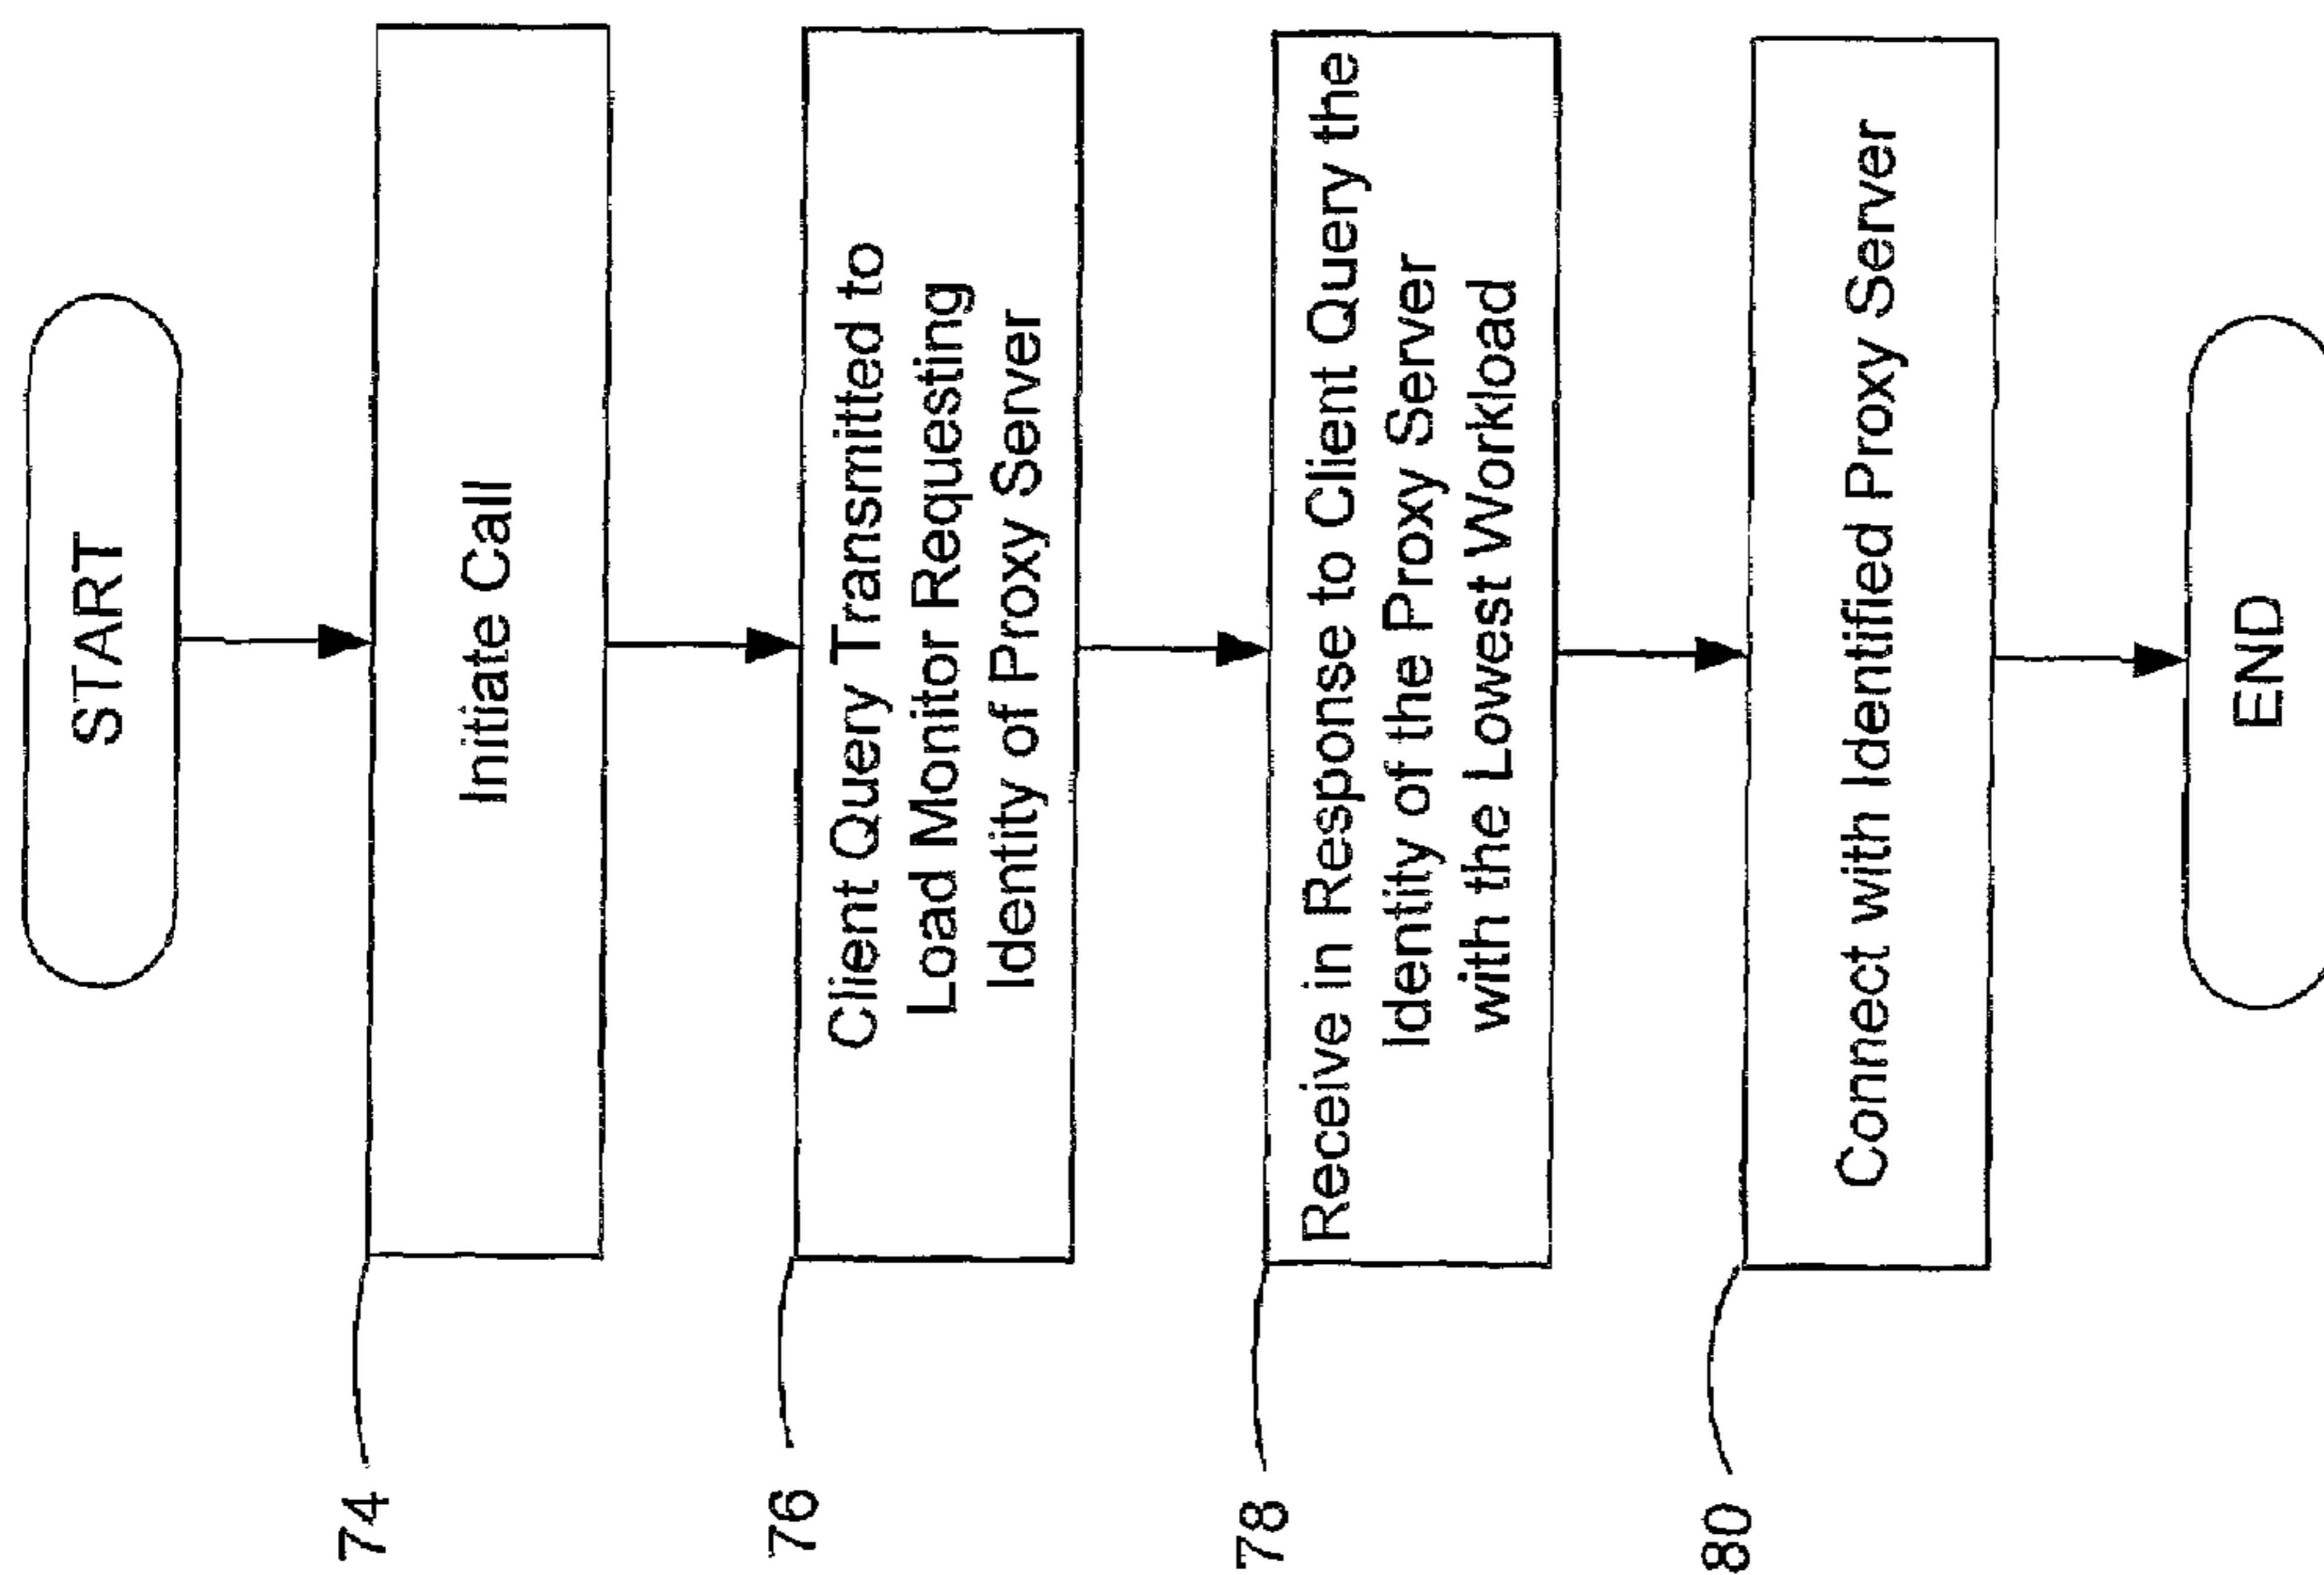 START
74
Initiate Call
76
Client Query Transmitted to
Load Monitor Requesting
Identity of Proxy Server
78
Receive in Response to Client Query the
Identity of the Proxy Server
with the Lowest Workload
80
Connect with Identified Proxy Server
END